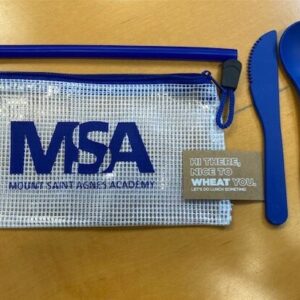 MSA
MOUNT SAINT AGNES ACADEMY
HI THERE,
NICE TO
WHEAT YOU.
LET'S DO LUNCH SOMETIME!